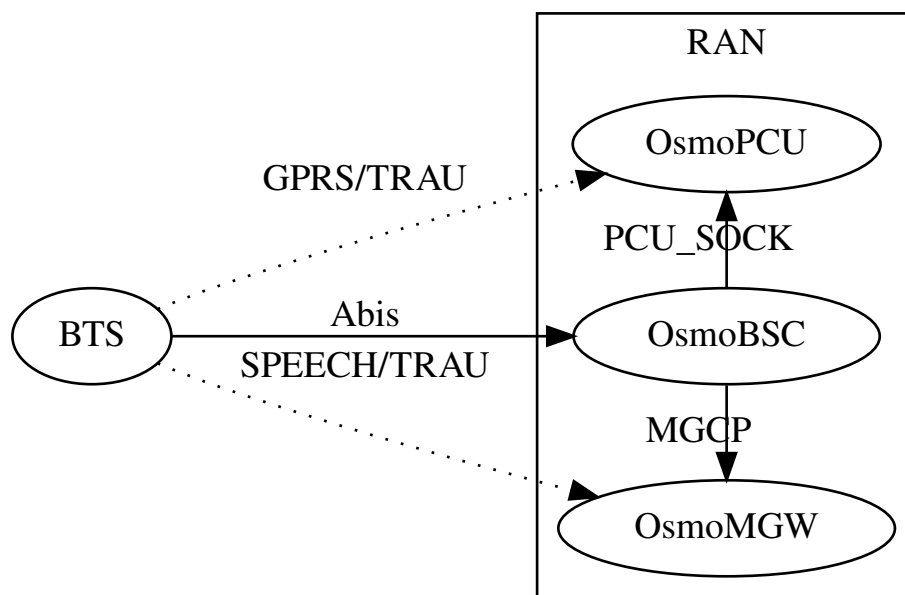 RAN
OsmoPCU
GPRS/TRAU
PCU_SOCK
Abis
BTS
OsmoBSC
SPEECH/TRAU
MGCP
OsmoMGW